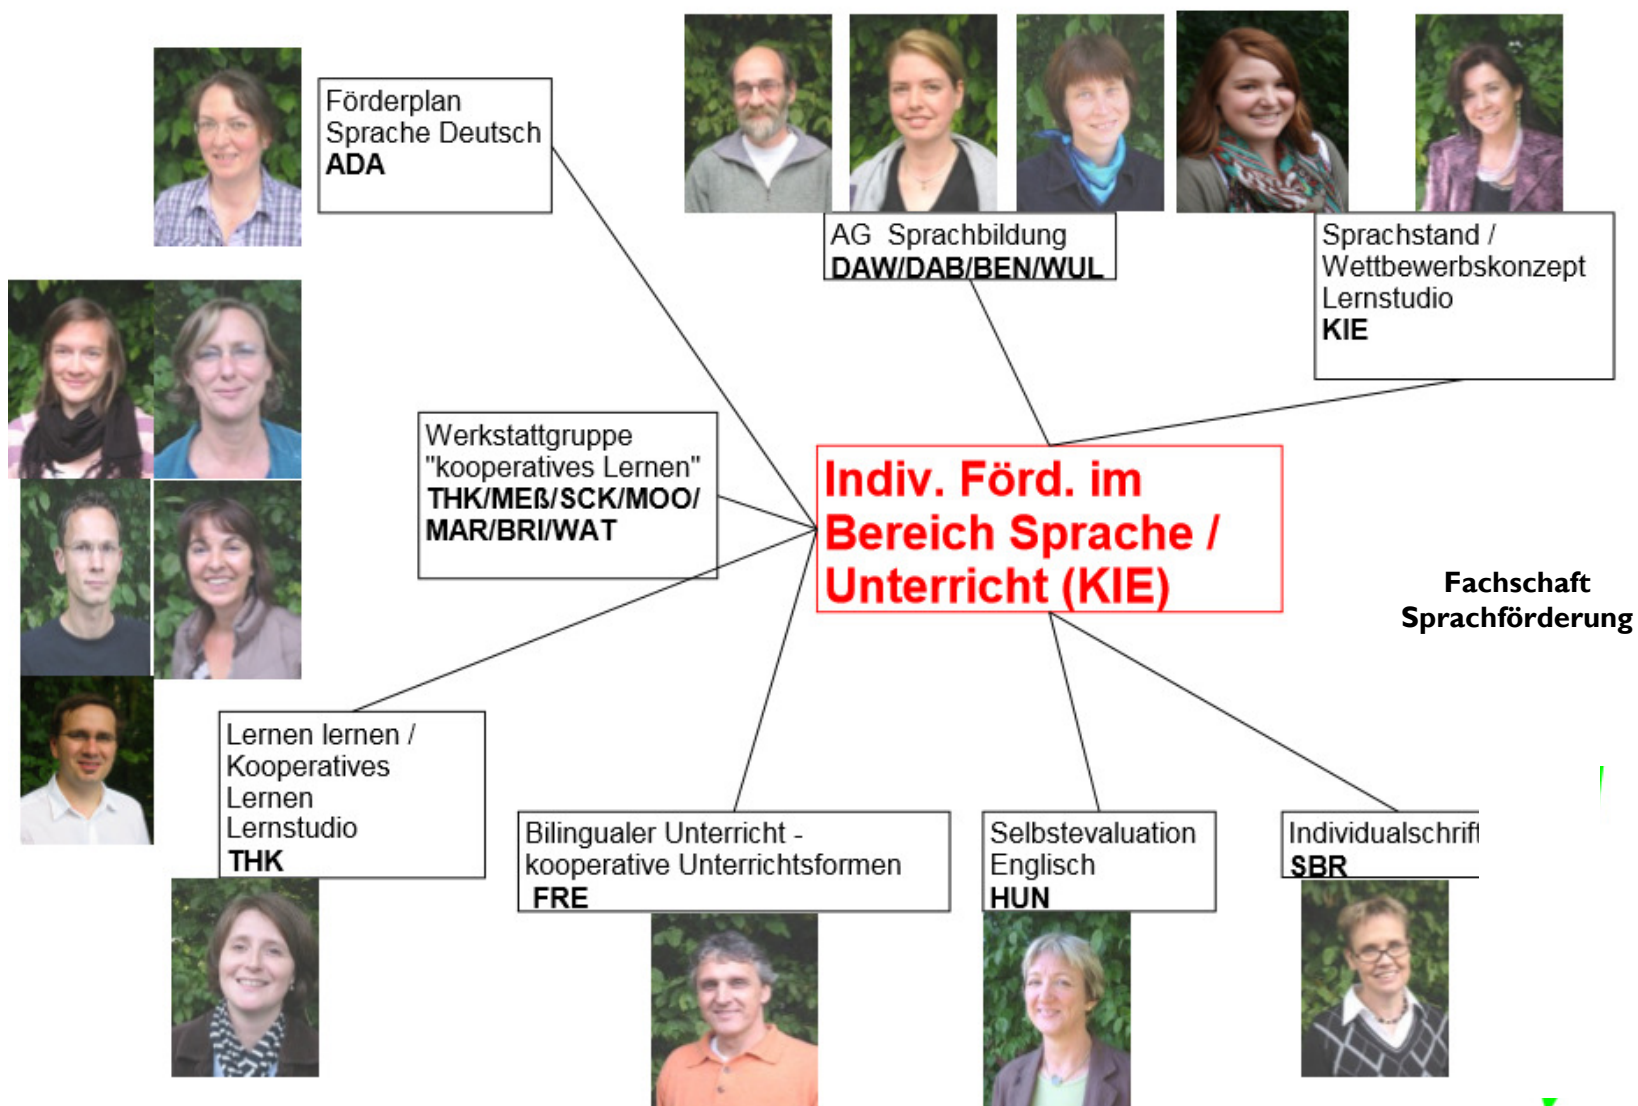 Förderplan
Sprache Deutsch
ADA
AG  Sprachbildung
DAW/DAB/BEN/WUL
Sprachstand /
Wettbewerbskonzept
Lernstudio
KIE
Werkstattgruppe
"kooperatives Lernen"
THK/MEß/SCK/MOO/
MAR/BRI/WAT
Indiv. Förd. im
Bereich Sprache /
Unterricht (KIE)
Fachschaft
Sprachförderung
Lernen lernen /
Kooperatives
Lernen
Lernstudio
THK
Bilingualer Unterricht -
kooperative Unterrichtsformen
FRE
Selbstevaluation
Englisch
HUN
Individualschrift
SBR